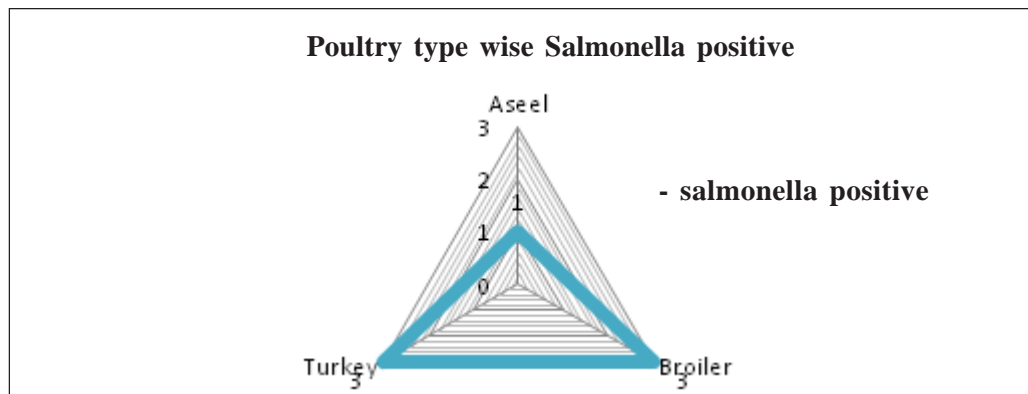 Poultry type wise Salmonella positive
Aseel
3
2
- salmonella positive
1
1
0
Turkey
Broiler
3
3